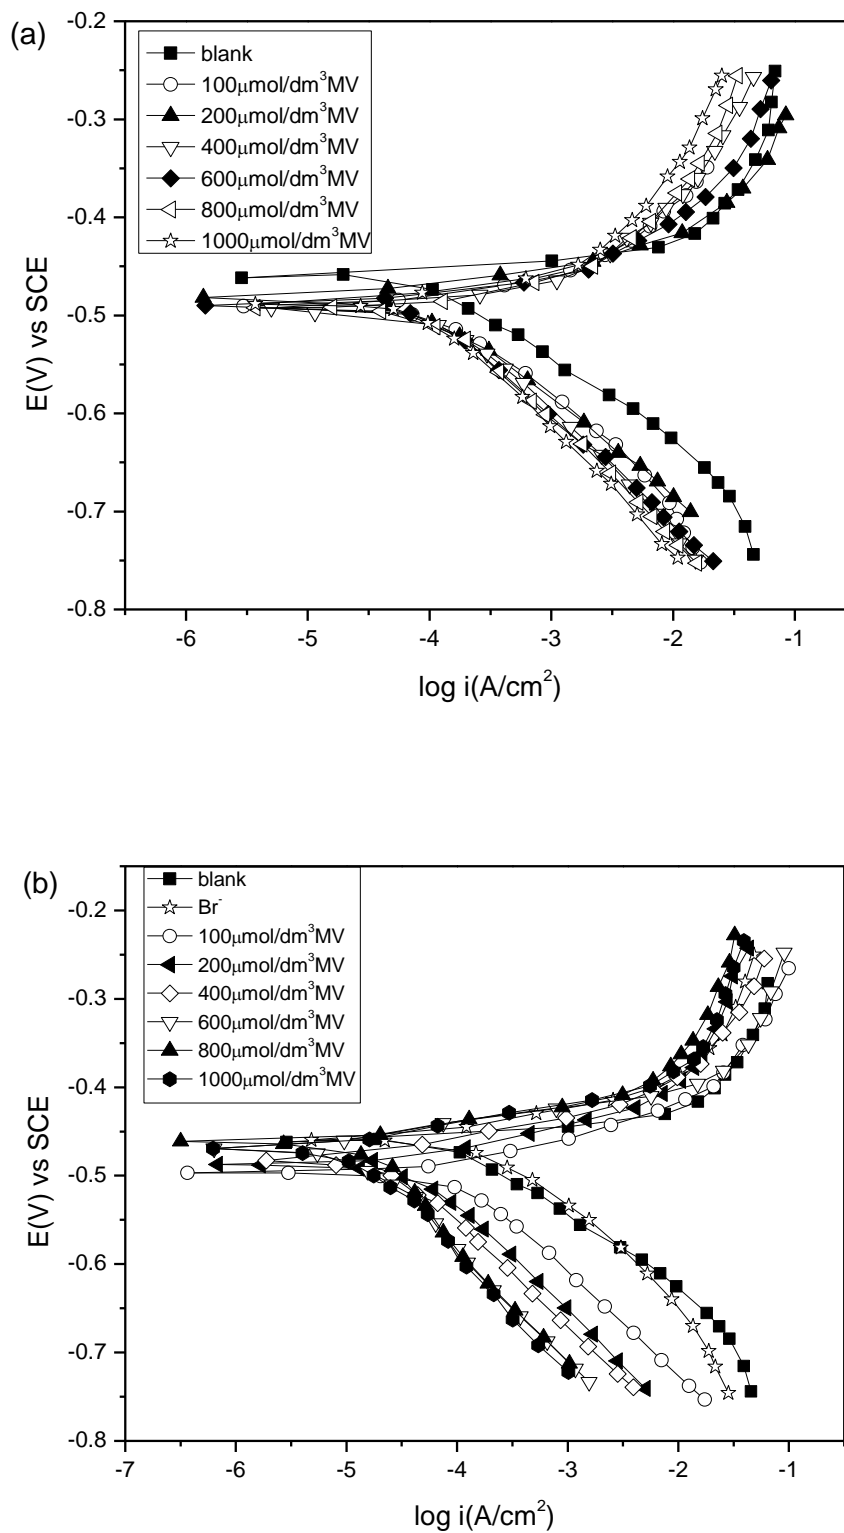 (a)
-0.2
-0.3
-0.4
-0.5
-0.6
-0.7
-0.8
E(V) vs SCE
blank
100μmol/dm³MV
200μmol/dm³MV
400μmol/dm³MV
600μmol/dm³MV
800μmol/dm³MV
1000μmol/dm³MV
-6 -5 -4 -3 -2 -1
log i(A/cm²)
(b)
-0.2
-0.3
-0.4
-0.5
-0.6
-0.7
-0.8
E(V) vs SCE
blank
Br⁻
100μmol/dm³MV
200μmol/dm³MV
400μmol/dm³MV
600μmol/dm³MV
800μmol/dm³MV
1000μmol/dm³MV
-7 -6 -5 -4 -3 -2 -1
log i(A/cm²)